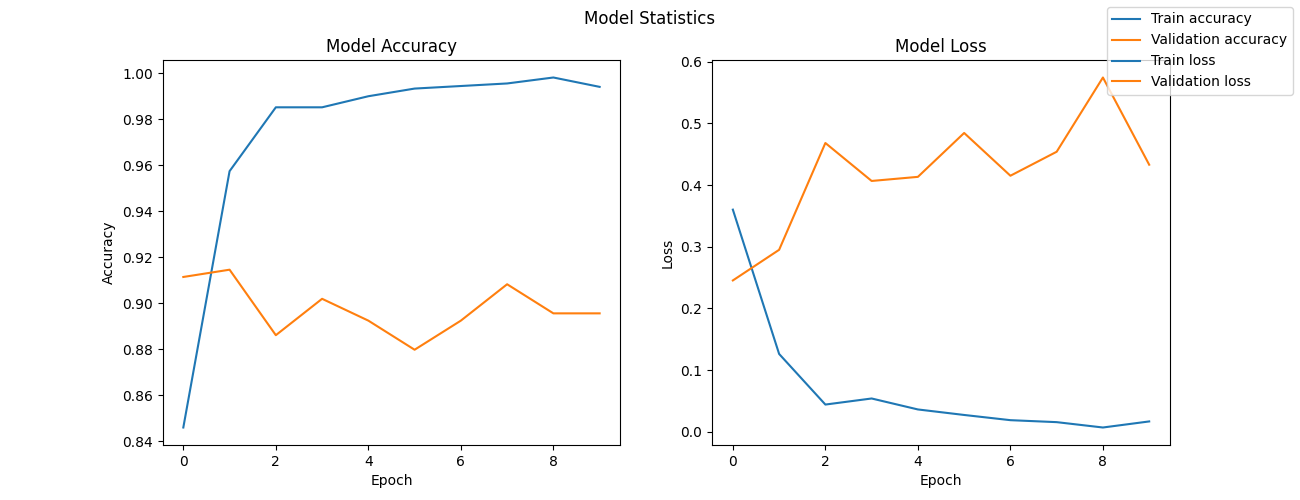 Model Statistics
Model Accuracy
1.00
0.98
0.96
0.94
0.92
0.90
0.88
0.86
0.84
Accuracy
0
2
4
6
8
Epoch
Model Loss
0.6
0.5
0.4
0.3
0.2
0.1
0.0
Loss
0
2
4
6
8
Epoch
Train accuracy
Validation accuracy
Train loss
Validation loss